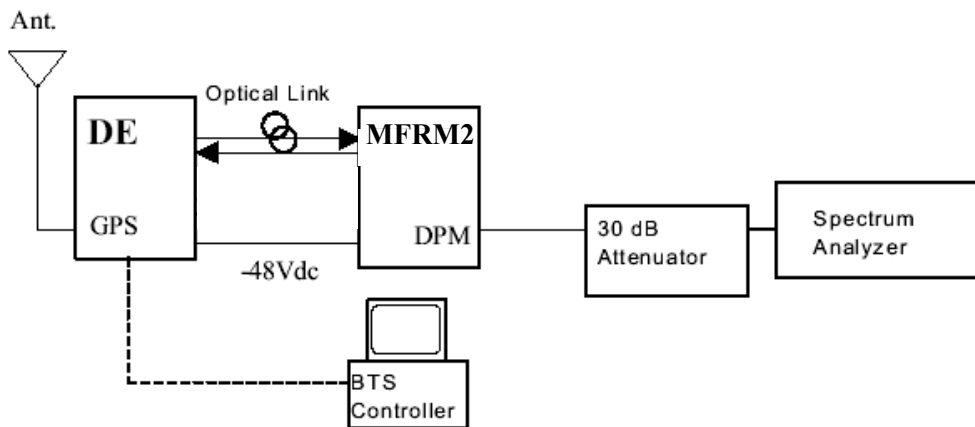 Ant.
Optical Link
DE
MFRM2
GPS
DPM
-48Vdc
30 dB
Attenuator
Spectrum
Analyzer
BTS
Controller